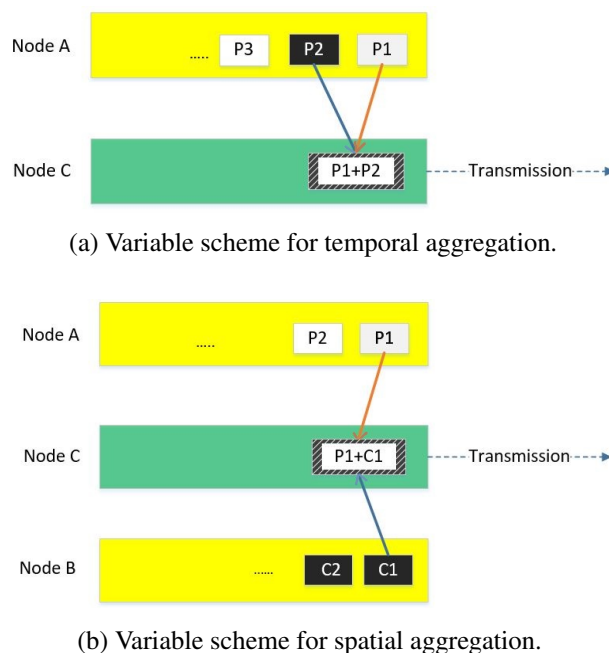 Node A ..... P3 P2 P1
Node C P1+P2 Transmission
(a) Variable scheme for temporal aggregation.
Node A ..... P2 P1
Node C P1+C1 Transmission
Node B ...... C2 C1
(b) Variable scheme for spatial aggregation.